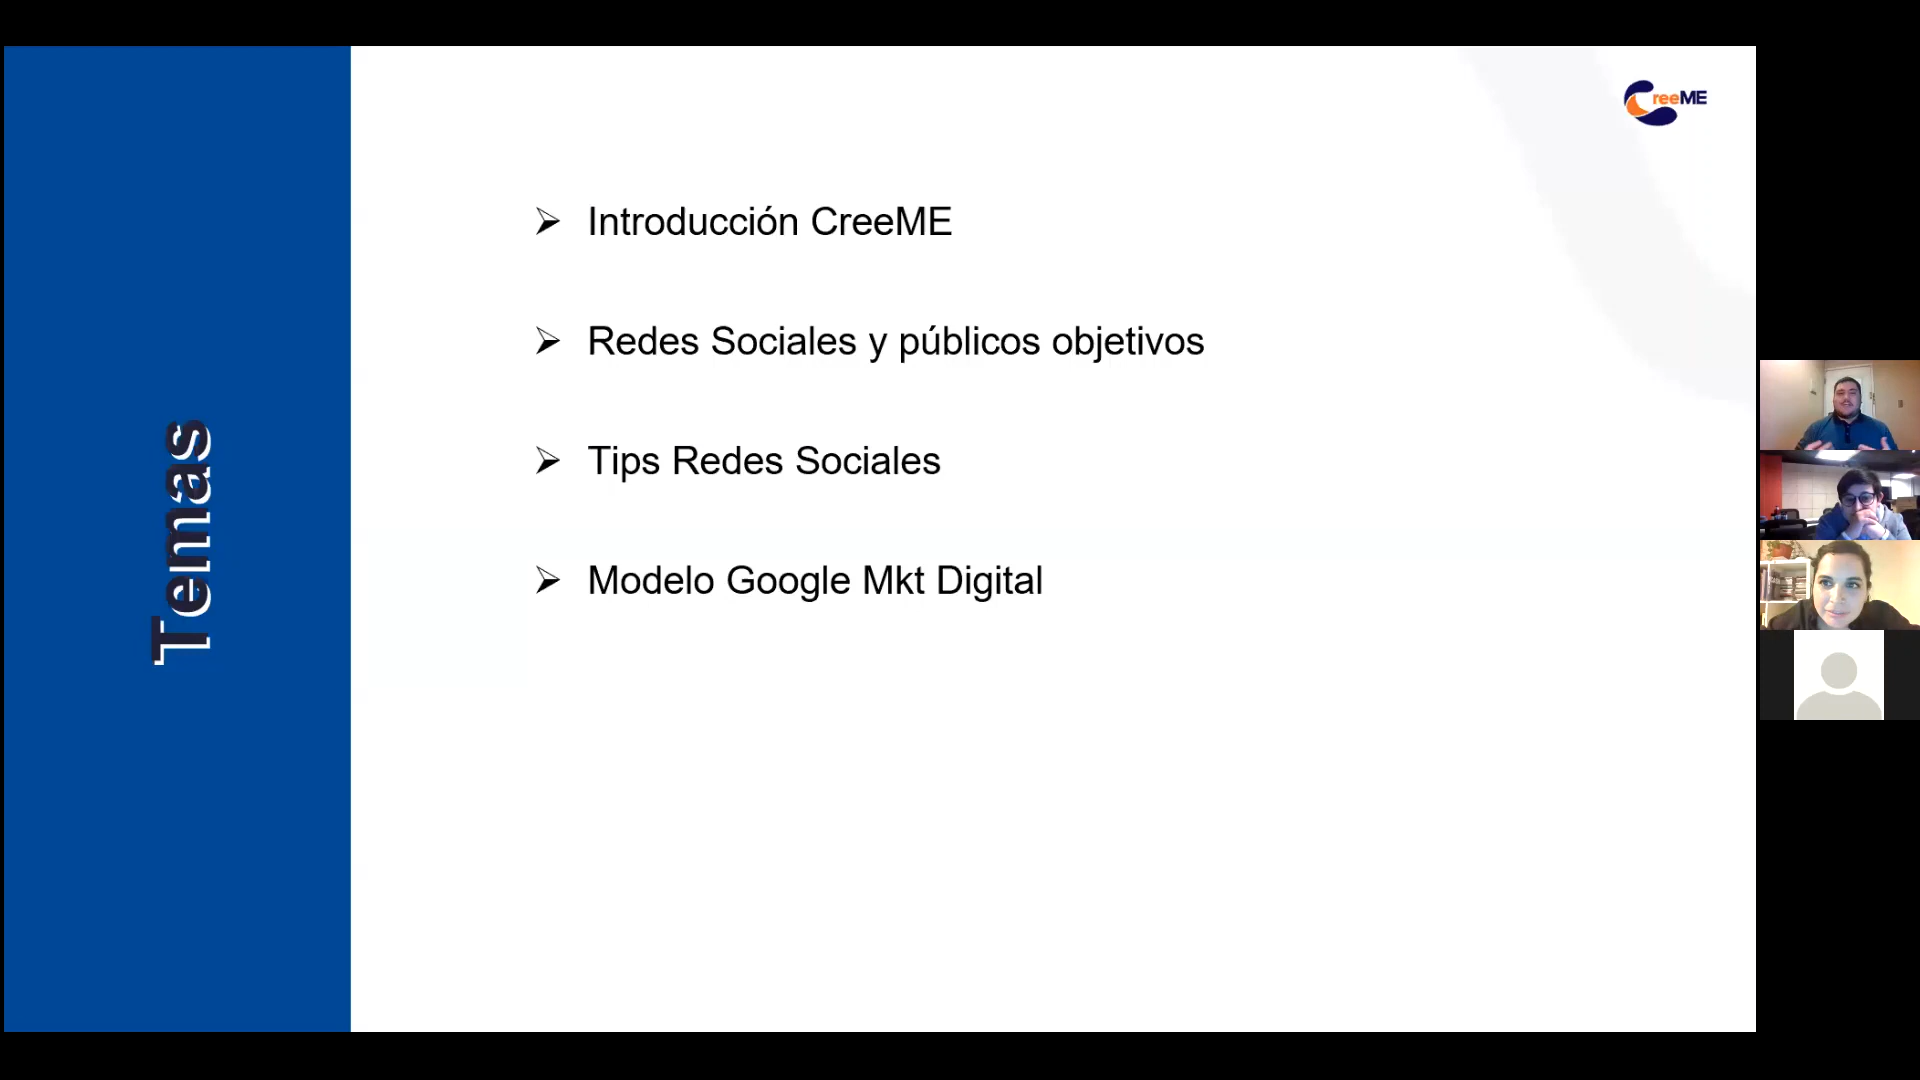 Temas
CreeME
Introducción CreeME
Redes Sociales y públicos objetivos
Tips Redes Sociales
Modelo Google Mkt Digital